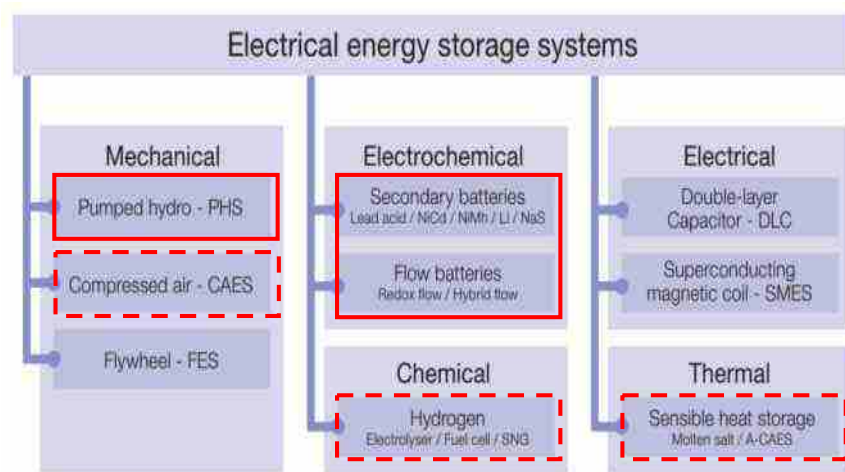 Electrical energy storage systems
Mechanical
Pumped hydro - PHS
Compressed air - CAES
Flywheel - FES
Electrochemical
Secondary batteries
Lead acid / NiCd / NiMh / Li / NaS
Flow batteries
Redox flow / Hybrid flow
Chemical
Hydrogen
Electrolyser / Fuel cell / SNG
Electrical
Double-layer
Capacitor - DLC
Superconducting
magnetic coil - SMES
Thermal
Sensible heat storage
Molten salt / A-CAES